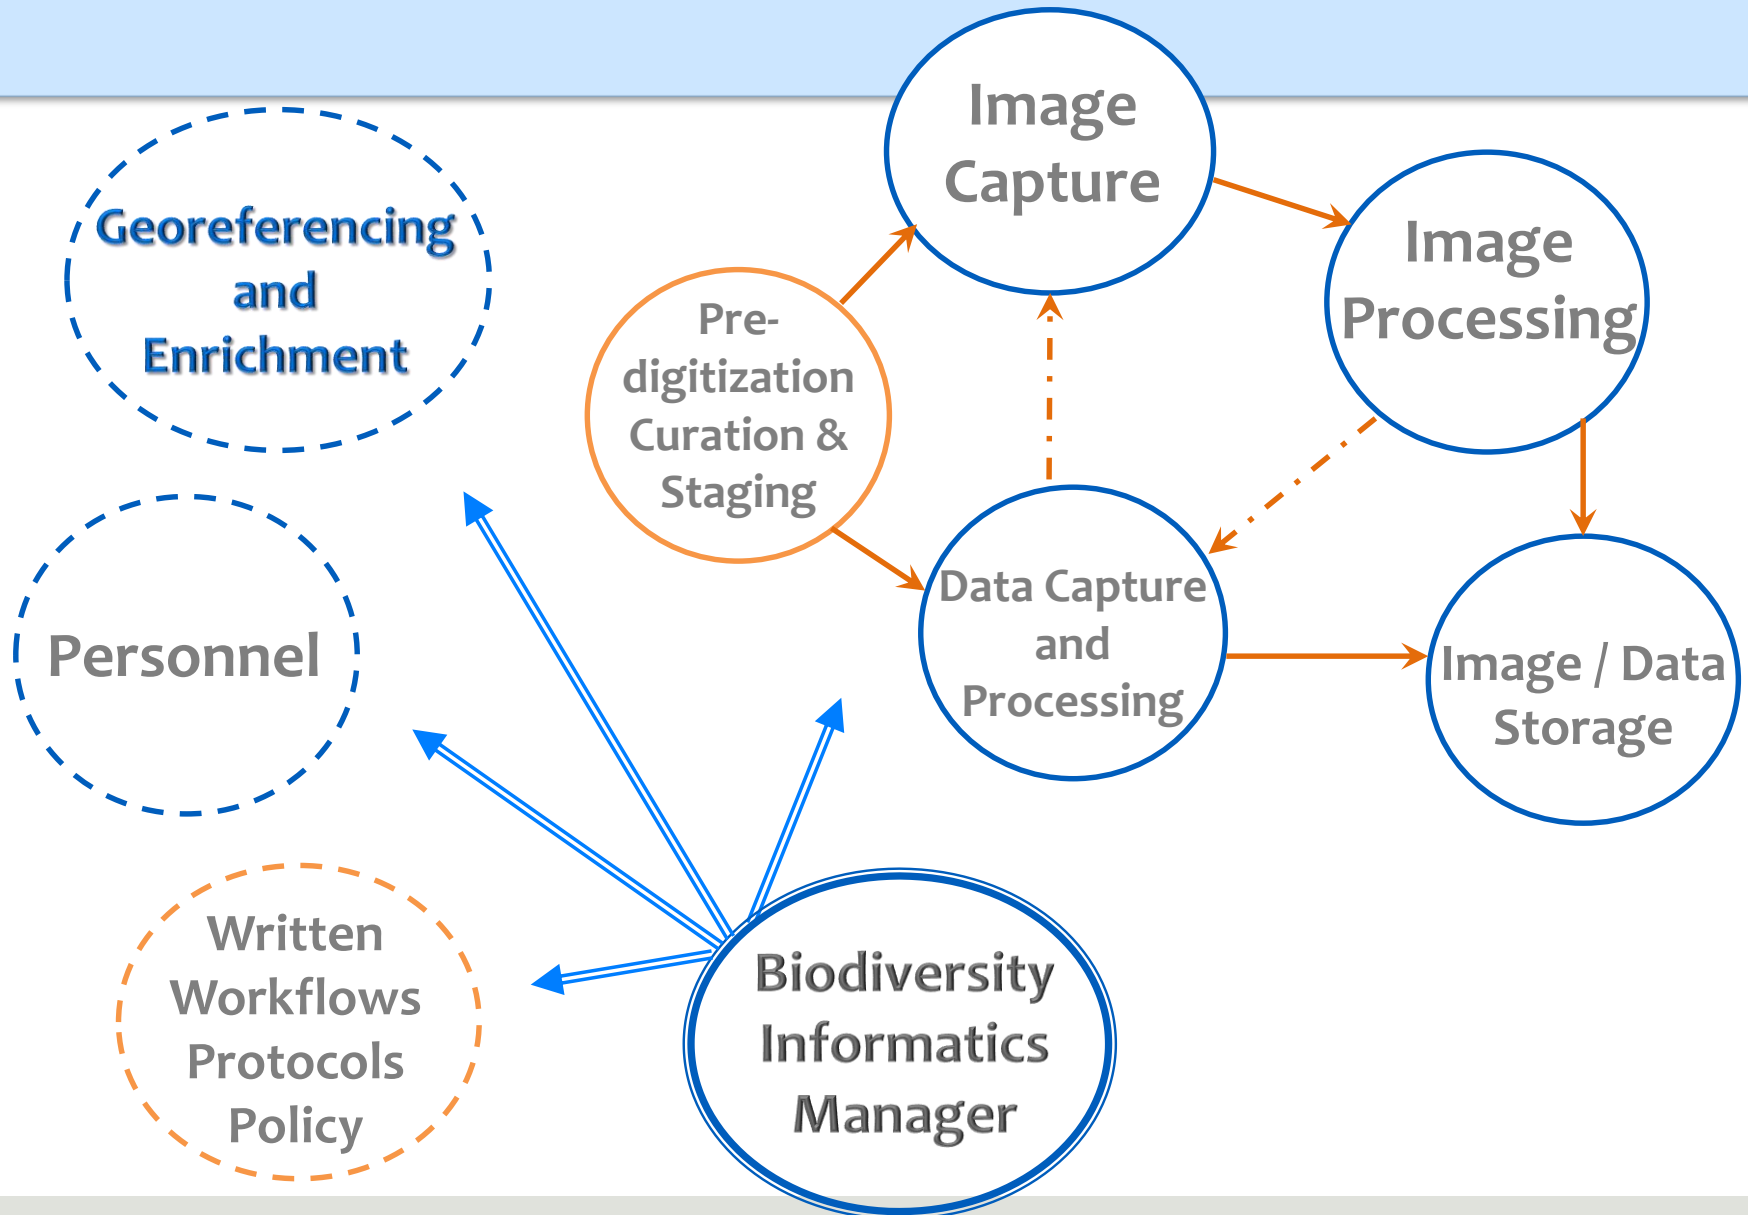 Image
Capture
Image
Processing
Georeferencing
and
Enrichment
Pre-
digitization
Curation &
Staging
Data Capture
and
Processing
Image / Data
Storage
Personnel
Written
Workflows
Protocols
Policy
Biodiversity
Informatics
Manager